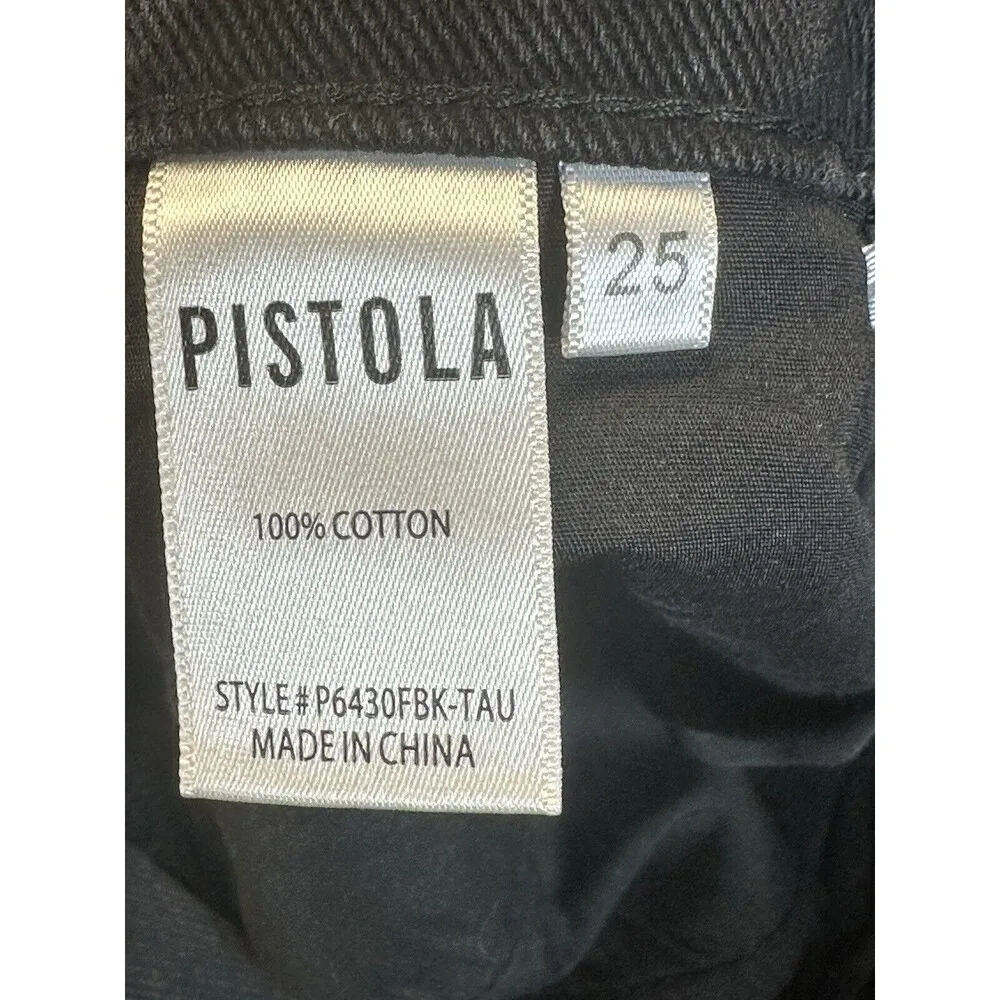 PISTOLA
25
100% COTTON
STYLE# P6430FBK-TAU
MADE IN CHINA